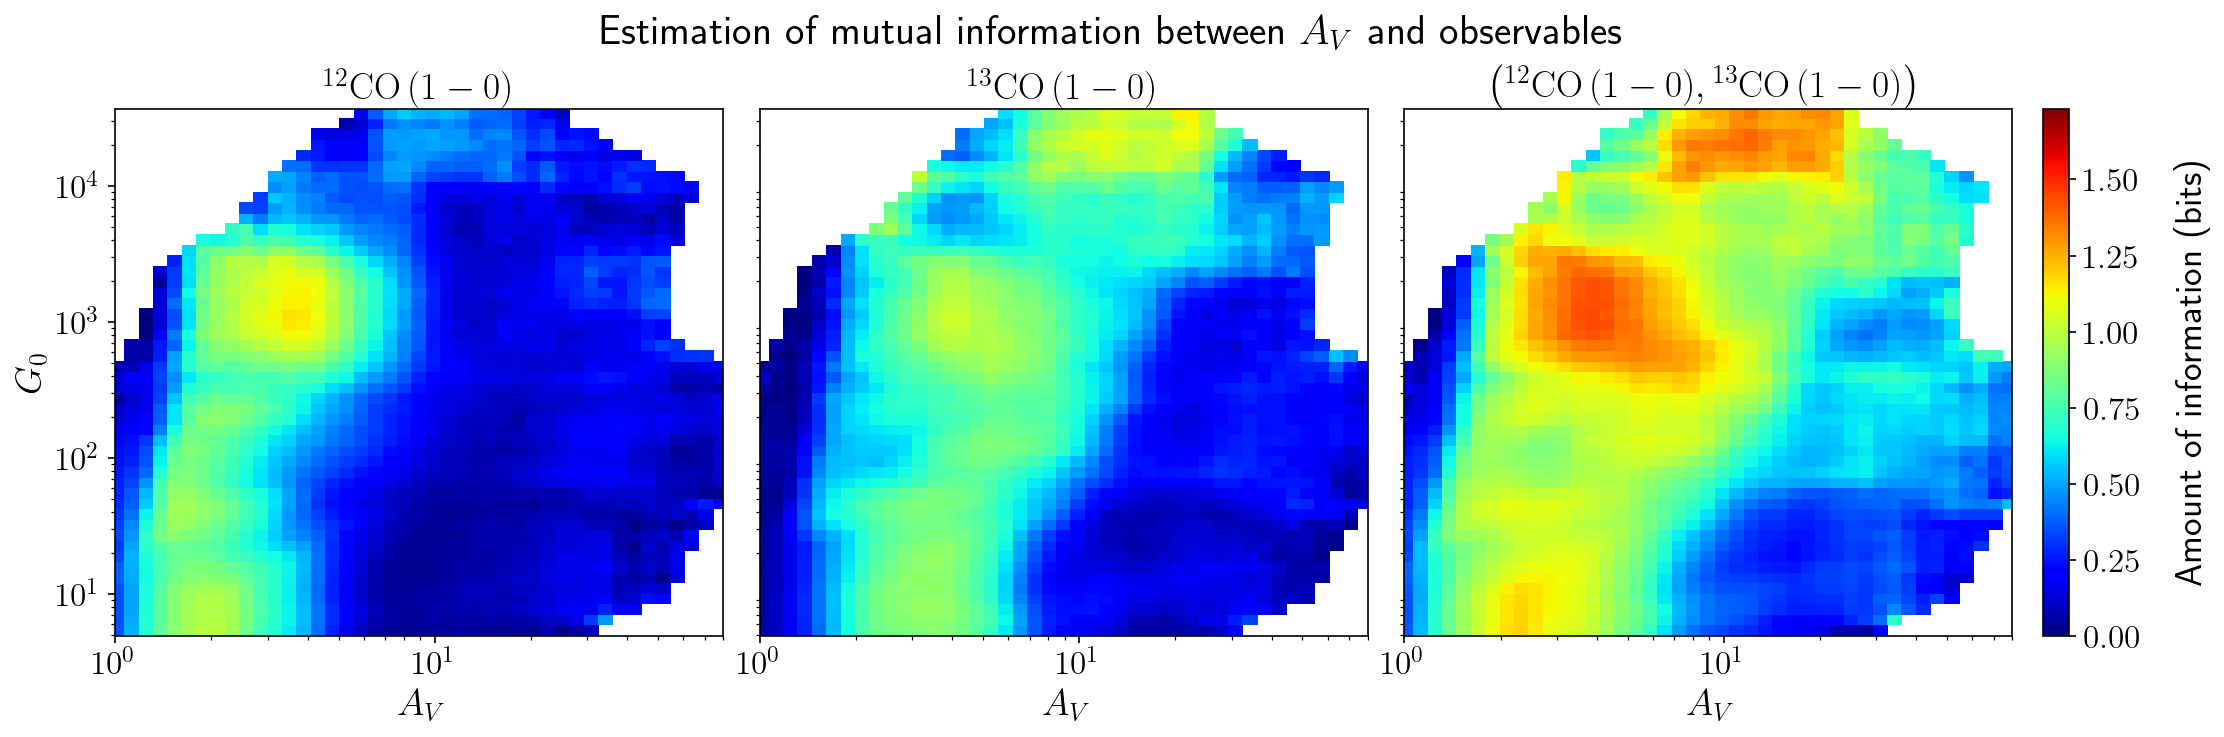 Estimation of mutual information between A_V and observables
¹²CO (1 − 0)
¹³CO (1 − 0)
(¹²CO (1 − 0), ¹³CO (1 − 0))
G₀
10⁴
10³
10²
10¹
10⁰ 10¹
10⁰ 10¹
10⁰ 10¹
A_V
A_V
A_V
1.50
1.25
1.00
0.75
0.50
0.25
0.00
Amount of information (bits)